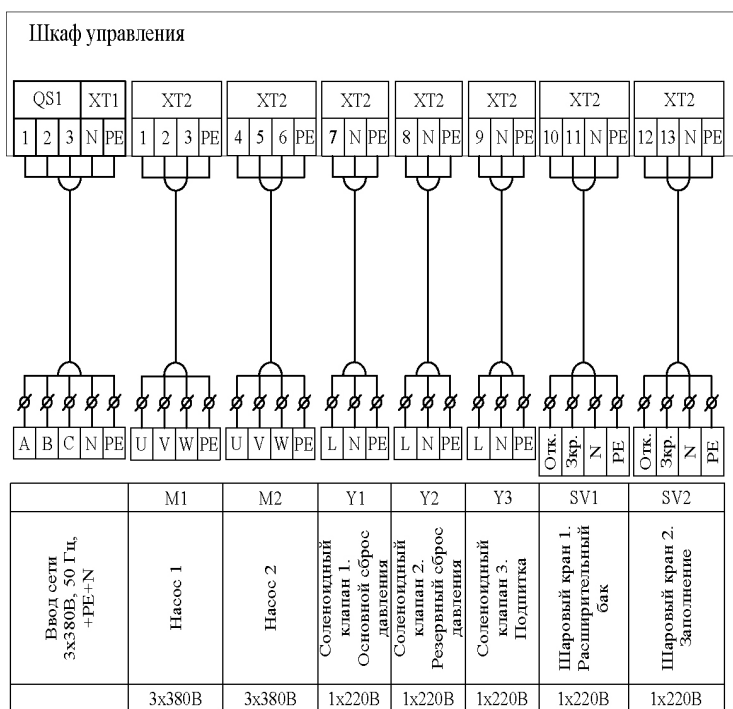 Шкаф управления
QS1 XT1 XT2 XT2 XT2 XT2 XT2 XT2 XT2
1 2 3 N PE 1 2 3 PE 4 5 6 PE 7 N PE 8 N PE 9 N PE 10 11 N PE 12 13 N PE
A B C N PE U V W PE U V W PE L N PE L N PE L N PE Отк. Зкр. N PE Отк. Зкр. N PE
M1 M2 Y1 Y2 Y3 SV1 SV2
Ввод сети
3x380В, 50 Гц,
+PE+N
Насос 1
Насос 2
Соленоидный
клапан 1.
Основной сброс
давления
Соленоидный
клапан 2.
Резервный сброс
давления
Соленоидный
клапан 3.
Подпитка
Шаровый кран 1.
Расширительный
бак
Шаровый кран 2.
Заполнение
3x380В 3x380В 1x220В 1x220В 1x220В 1x220В 1x220В